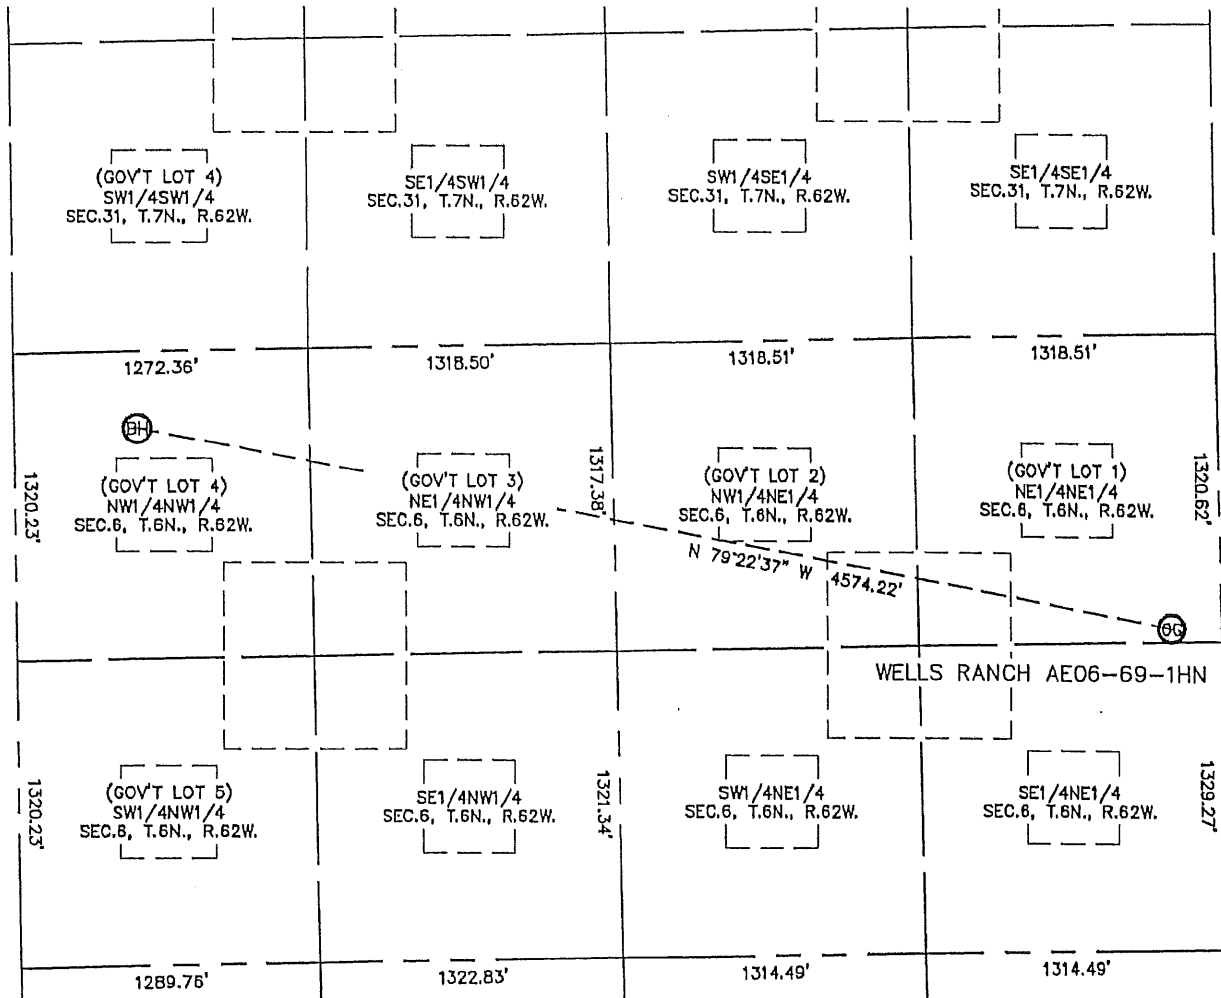 (GOV'T LOT 4)
SW1/4SW1/4
SEC.31, T.7N., R.62W.
SE1/4SW1/4
SEC.31, T.7N., R.62W.
SW1/4SE1/4
SEC.31, T.7N., R.62W.
SE1/4SE1/4
SEC.31, T.7N., R.62W.
1272.36'
1318.50'
1318.51'
1318.51'
BH
1320.23'
(GOV'T LOT 4)
NW1/4NW1/4
SEC.6, T.6N., R.62W.
(GOV'T LOT 3)
NE1/4NW1/4
SEC.6, T.6N., R.62W.
1317.38'
(GOV'T LOT 2)
NW1/4NE1/4
SEC.6, T.6N., R.62W.
(GOV'T LOT 1)
NE1/4NE1/4
SEC.6, T.6N., R.62W.
1320.62'
N 79°22'37" W 4574.22'
OG
WELLS RANCH AE06-69-1HN
1320.23'
(GOV'T LOT 5)
SW1/4NW1/4
SEC.6, T.6N., R.62W.
SE1/4NW1/4
SEC.6, T.6N., R.62W.
1321.34'
SW1/4NE1/4
SEC.6, T.6N., R.62W.
SE1/4NE1/4
SEC.6, T.6N., R.62W.
1329.27'
1289.76'
1322.83'
1314.49'
1314.49'